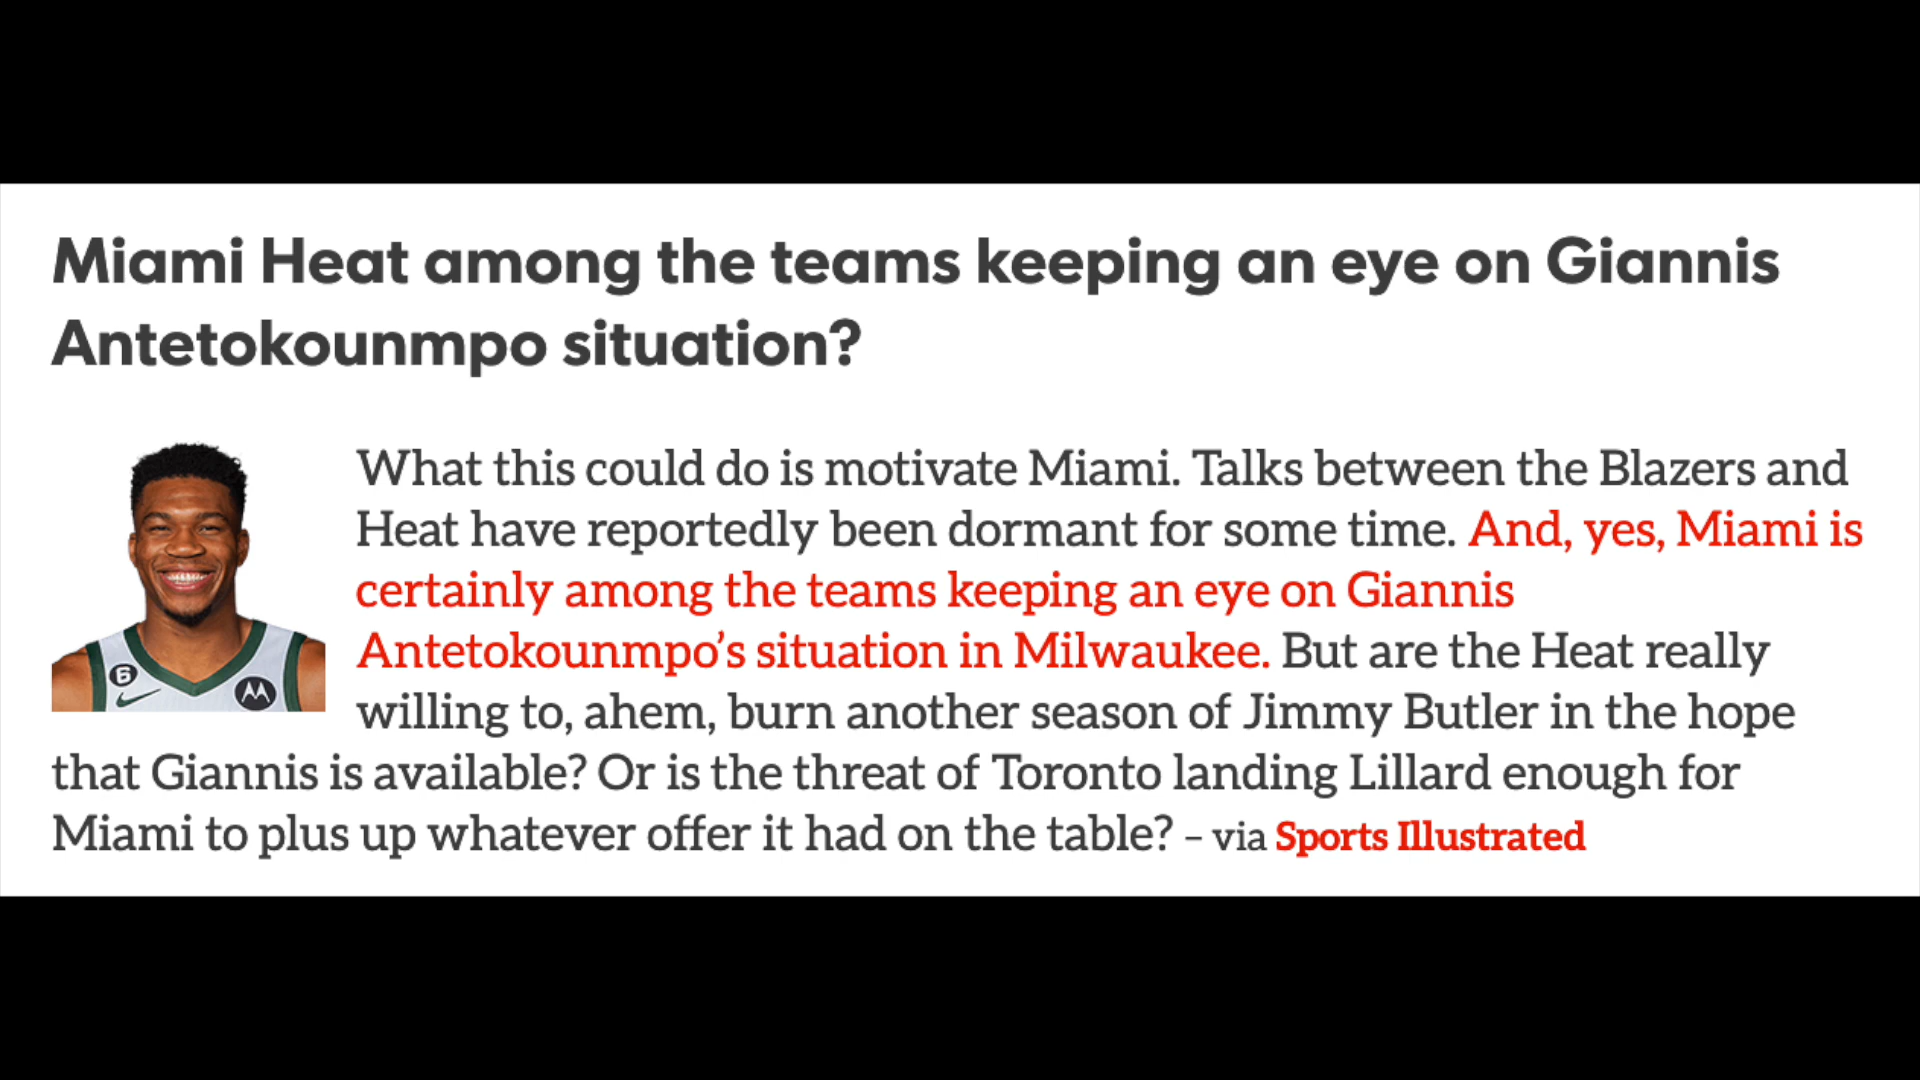 Miami Heat among the teams keeping an eye on Giannis
Antetokounmpo situation?
What this could do is motivate Miami. Talks between the Blazers and
Heat have reportedly been dormant for some time. And, yes, Miami is
certainly among the teams keeping an eye on Giannis
Antetokounmpo’s situation in Milwaukee. But are the Heat really
6
willing to, ahem, burn another season of Jimmy Butler in the hope
that Giannis is available? Or is the threat of Toronto landing Lillard enough for
Miami to plus up whatever offer it had on the table? – via Sports Illustrated